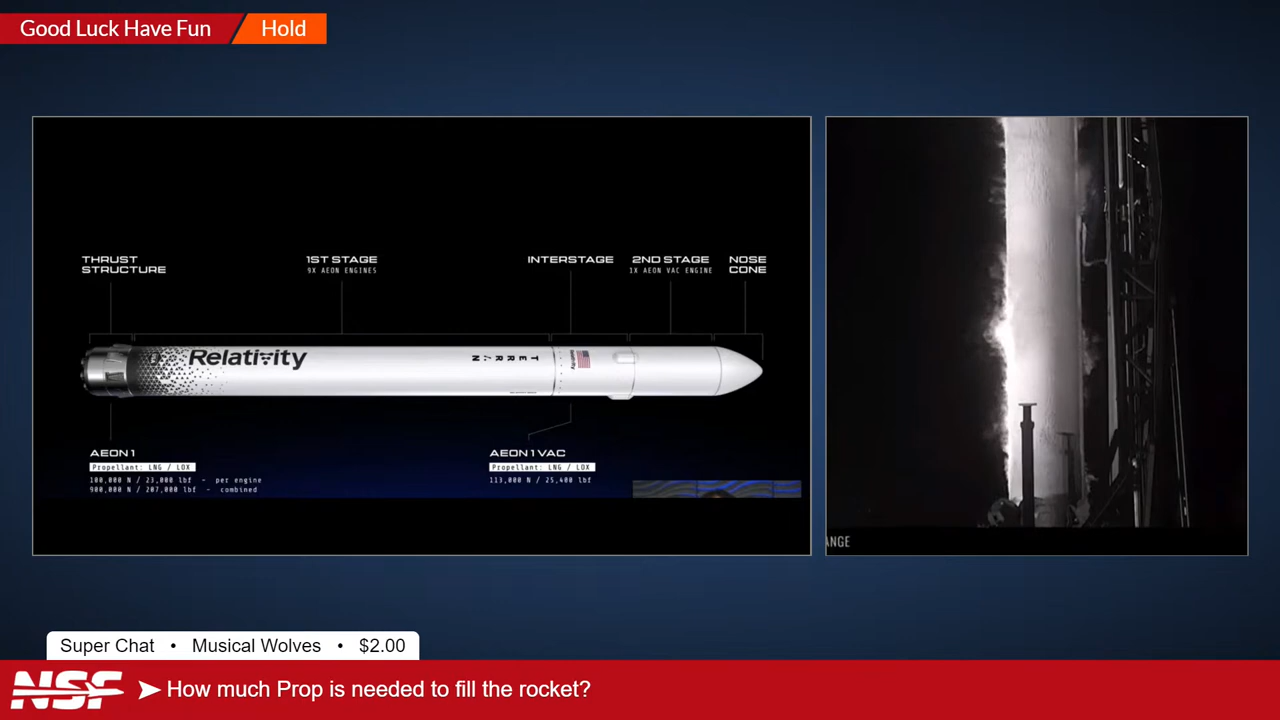 Good Luck Have Fun
Hold
THRUST
STRUCTURE
1ST STAGE
9X AEON ENGINES
INTERSTAGE
2ND STAGE
1X AEON VAC ENGINE
NOSE
CONE
Relativity
TERRAN
AEON 1
Propellant: LNG / LOX
100,000 N / 23,000 lbf - per engine
900,000 N / 207,000 lbf - combined
AEON 1 VAC
Propellant: LNG / LOX
113,000 N / 25,400 lbf
ANGE
Super Chat • Musical Wolves • $2.00
NSF
How much Prop is needed to fill the rocket?